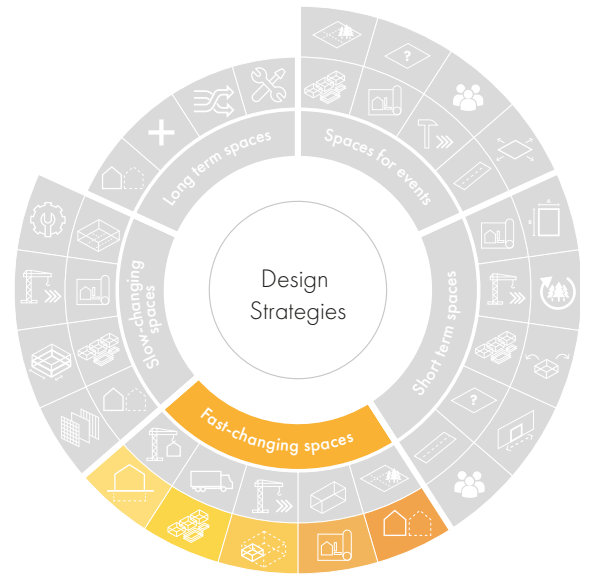 Long term spaces
Spaces for events
Design
Strategies
Slow-changing
spaces
Short term spaces
Fast-changing spaces
?
?